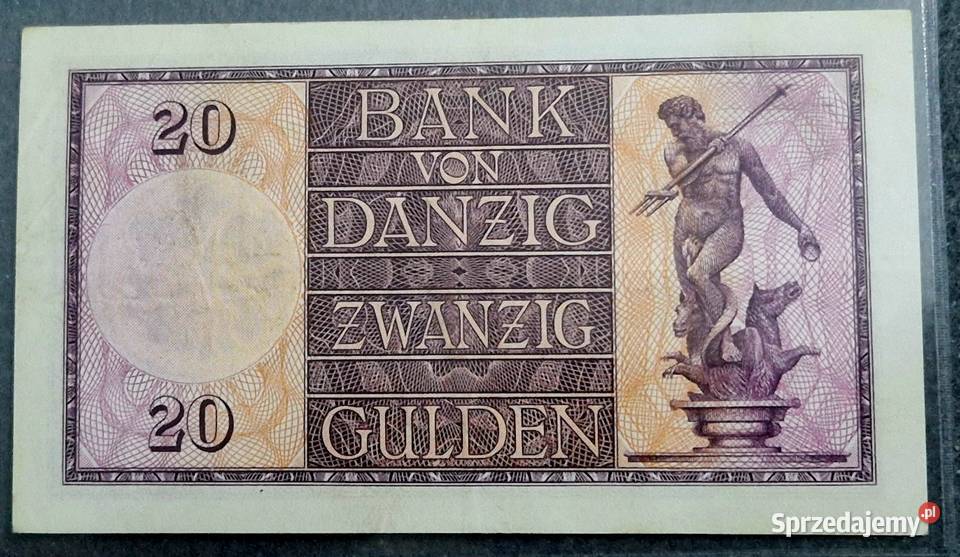 20
BANK
VON
DANZIG
ZWANZIG
GULDEN
20
Sprzedajemy.pl